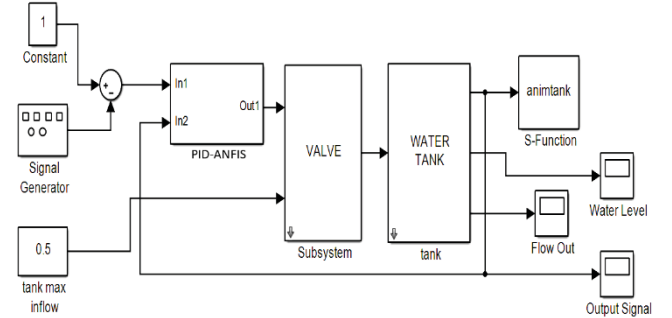 1
Constant
+
−
Signal
Generator
In1
In2
Out1
PID-ANFIS
VALVE
Subsystem
WATER
TANK
tank
animtank
S-Function
Water Level
Flow Out
0.5
tank max
inflow
Output Signal